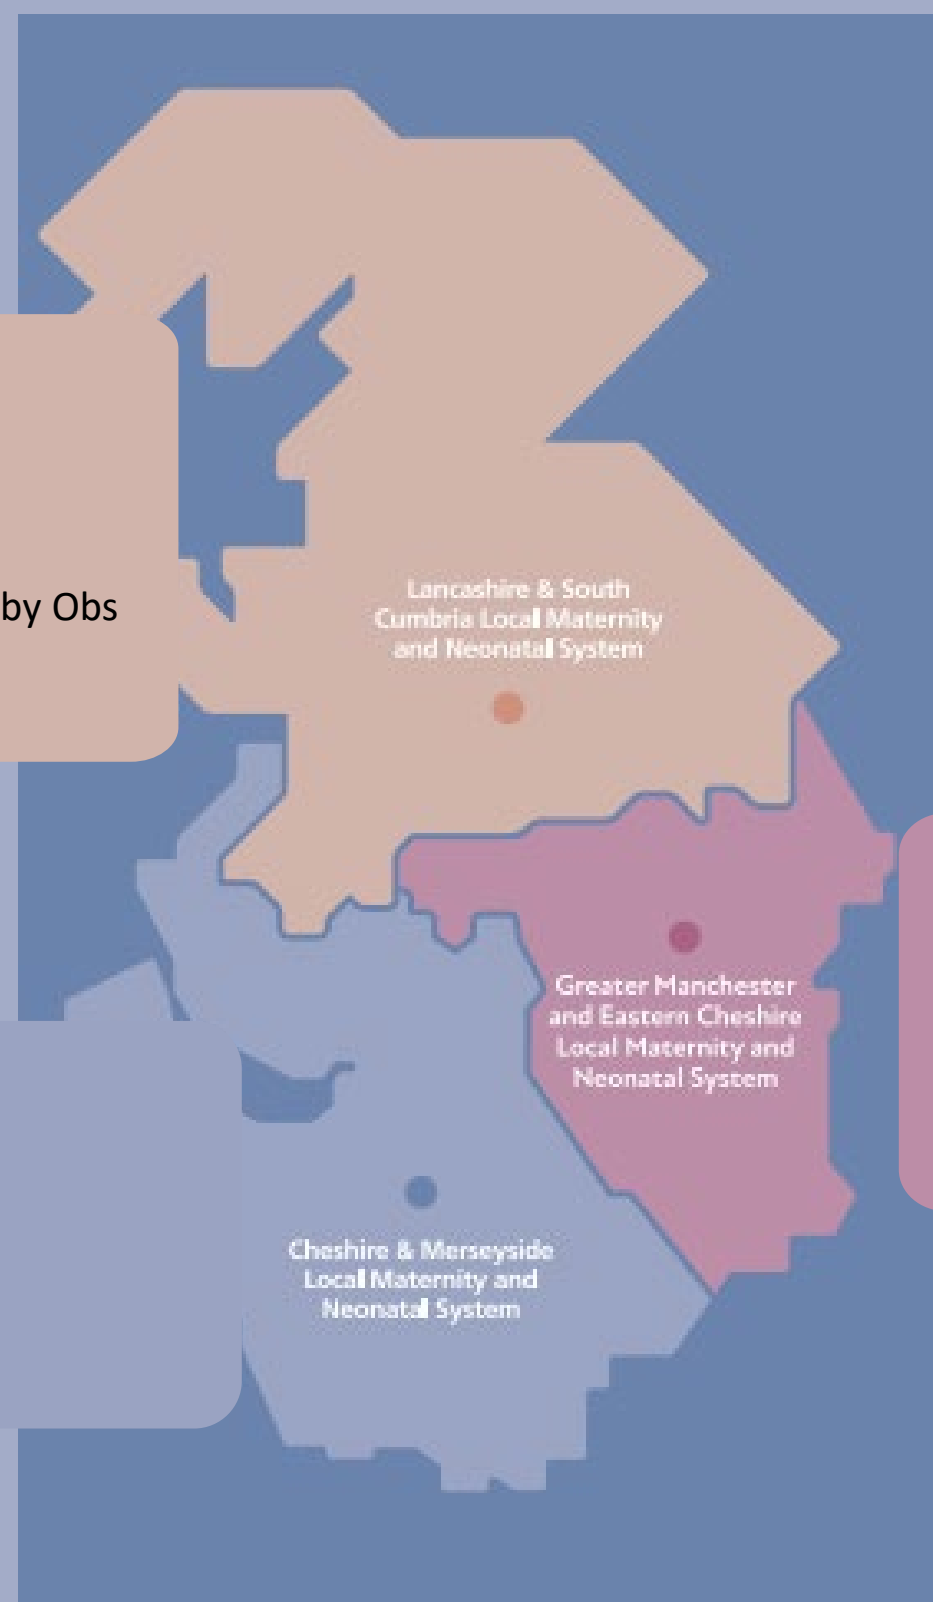 by Obs
Lancashire & South
Cumbria Local Maternity
and Neonatal System
Greater Manchester
and Eastern Cheshire
Local Maternity and
Neonatal System
Cheshire & Merseyside
Local Maternity and
Neonatal System